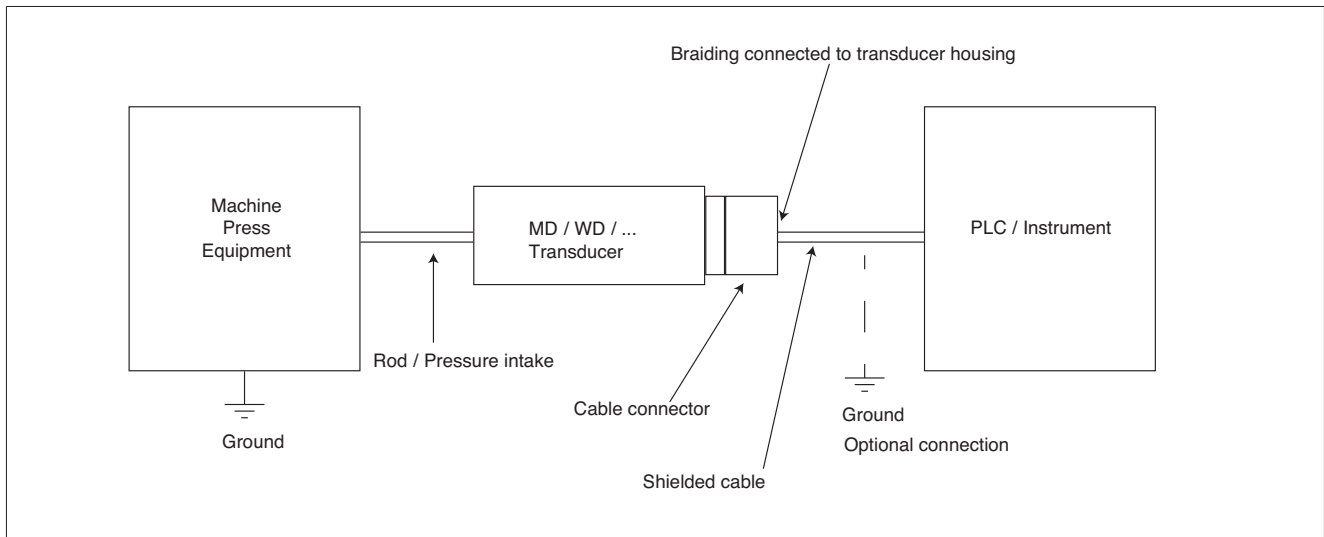 Braiding connected to transducer housing
Machine
Press
Equipment
MD / WD / ...
Transducer
PLC / Instrument
Rod / Pressure intake
Cable connector
Ground
Ground
Optional connection
Shielded cable